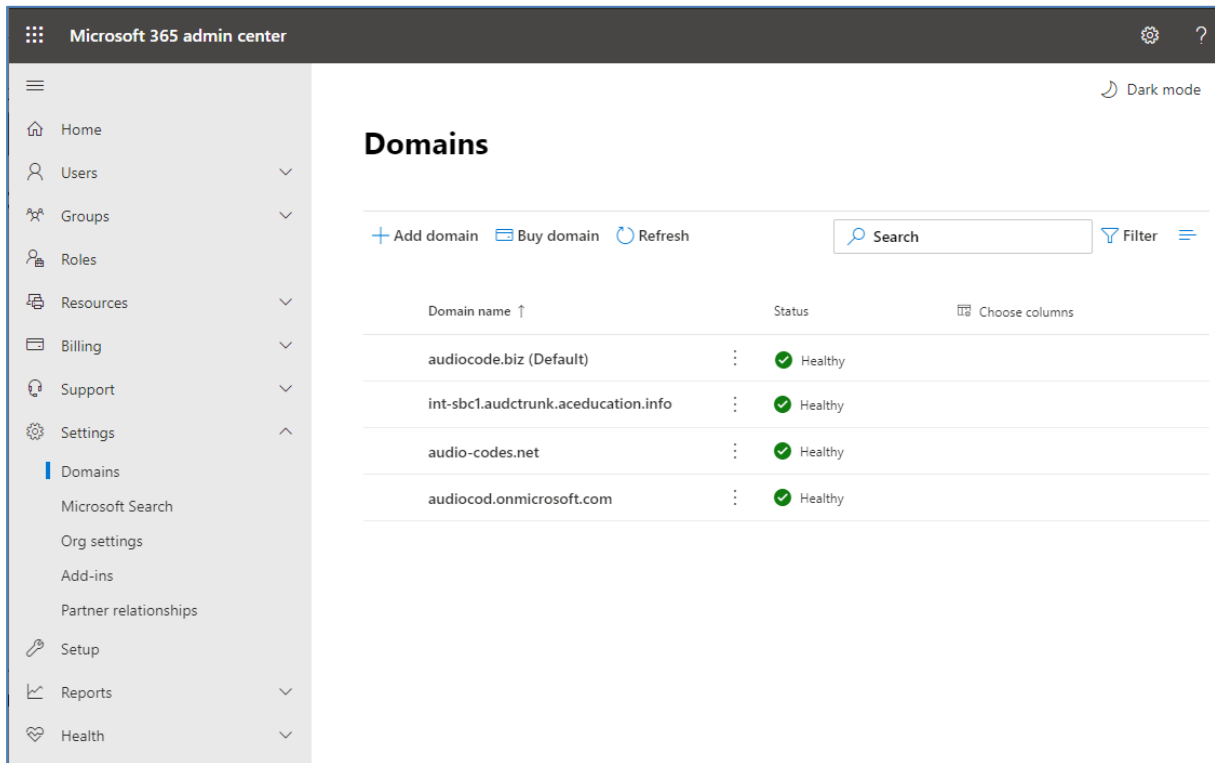 Microsoft 365 admin center
?
Dark mode
Home
Users
Groups
Roles
Resources
Billing
Support
Settings
Domains
Microsoft Search
Org settings
Add-ins
Partner relationships
Setup
Reports
Health
Domains
Add domain Buy domain Refresh Search Filter
Domain name ↑ Status Choose columns
audiocode.biz (Default) Healthy
int-sbc1.audctrunk.aceducation.info Healthy
audio-codes.net Healthy
audiocod.onmicrosoft.com Healthy